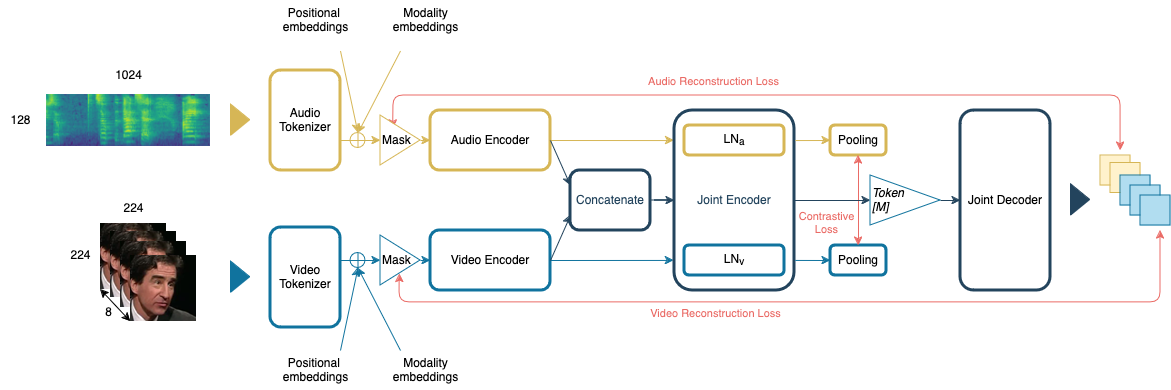 Positional
embeddings
Modality
embeddings
1024
128
Audio
Tokenizer
Mask
Audio Encoder
Audio Reconstruction Loss
LNa
Pooling
Concatenate
Joint Encoder
Contrastive
Loss
Token
[M]
Joint Decoder
224
224
8
Video
Tokenizer
Mask
Video Encoder
LNv
Pooling
Video Reconstruction Loss
Positional
embeddings
Modality
embeddings